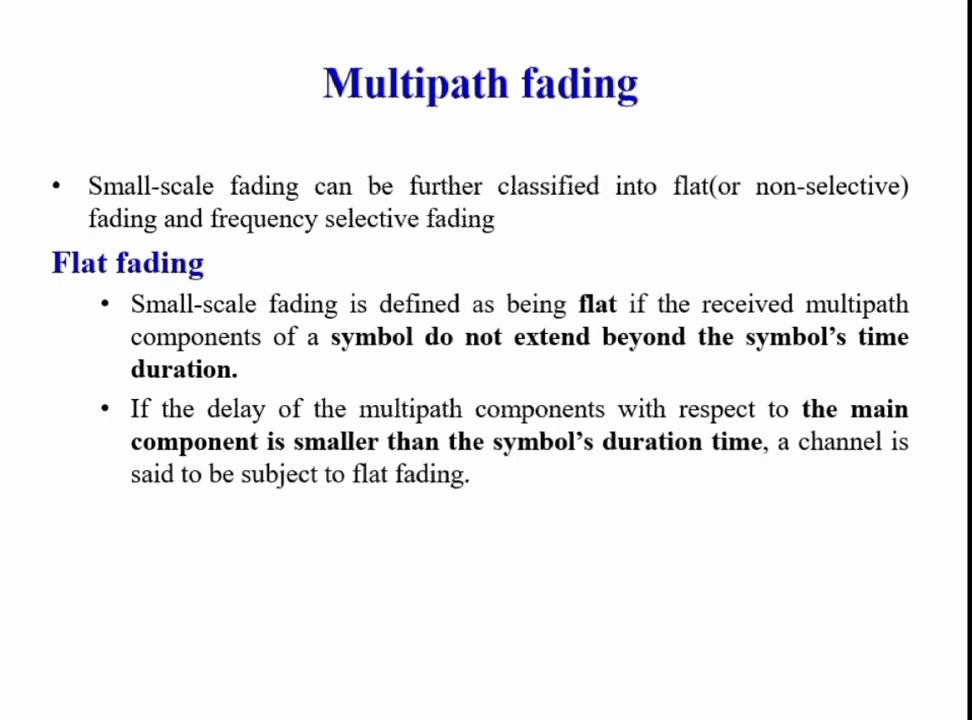 Multipath fading
• Small-scale fading can be further classified into flat(or non-selective)
fading and frequency selective fading
Flat fading
• Small-scale fading is defined as being flat if the received multipath
components of a symbol do not extend beyond the symbol’s time
duration.
• If the delay of the multipath components with respect to the main
component is smaller than the symbol’s duration time, a channel is
said to be subject to flat fading.